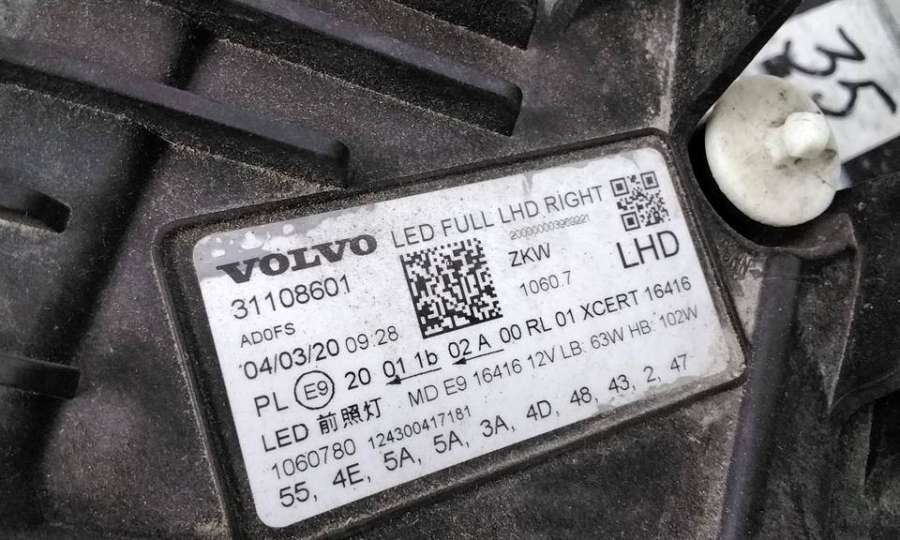 35
VOLVO LED FULL LHD RIGHT
31108601
ZKW LHD
AD0FS 1060.7
04/03/20 09:28
PL E9 20 01 1b 02 A 00 RL 01 XCERT 16416
LED 前照灯 MD E9 16416 12V LB: 63W HB: 102W
1060780 124300417181
55, 4E, 5A, 5A, 3A, 4D, 48, 43, 2, 47